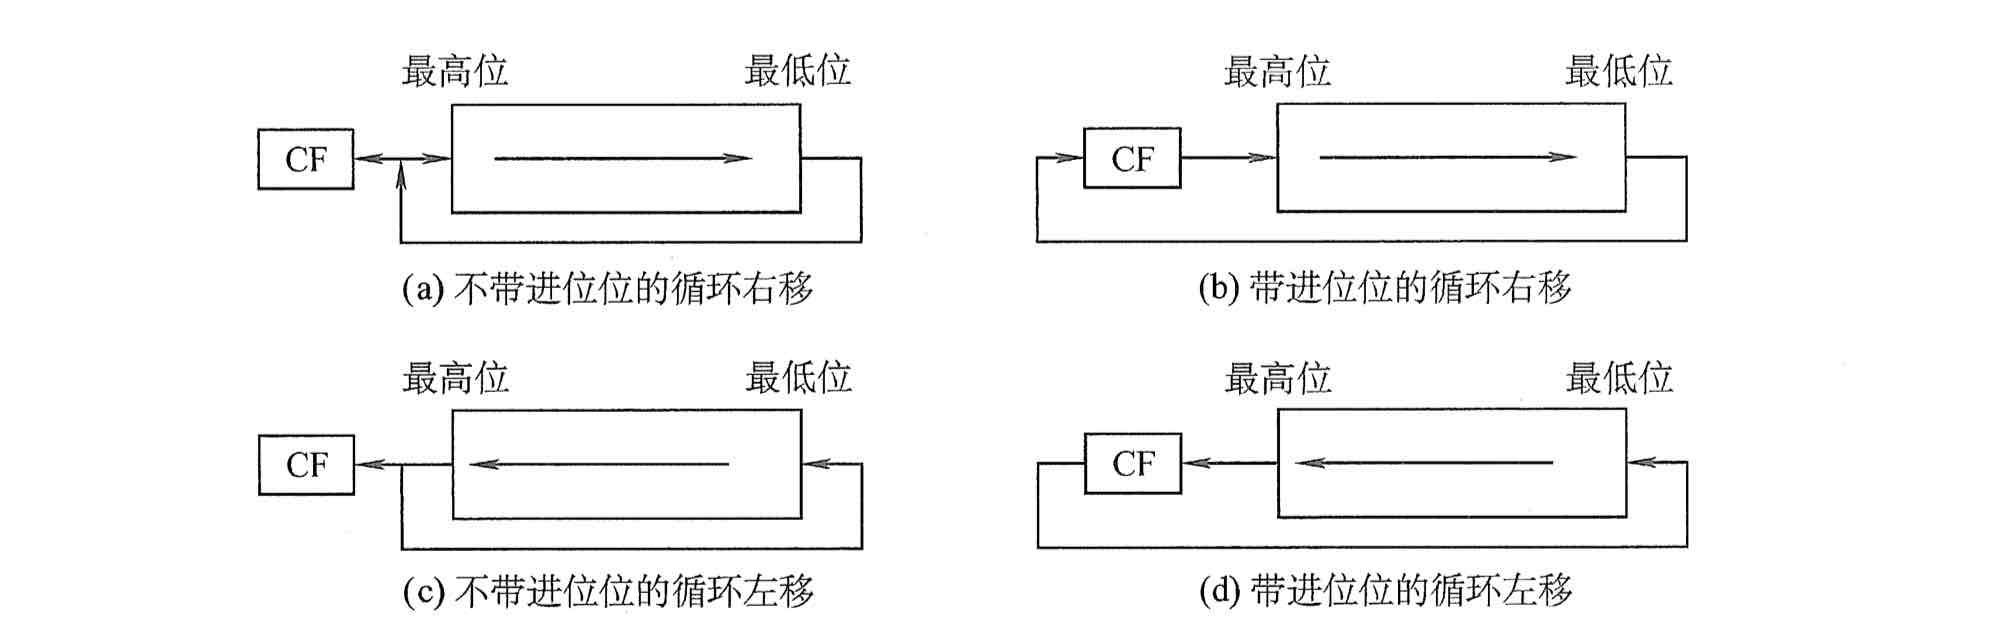 最高位 最低位 最高位 最低位
CF CF
(a) 不带进位位的循环右移 (b) 带进位位的循环右移
最高位 最低位 最高位 最低位
CF CF
(c) 不带进位位的循环左移 (d) 带进位位的循环左移